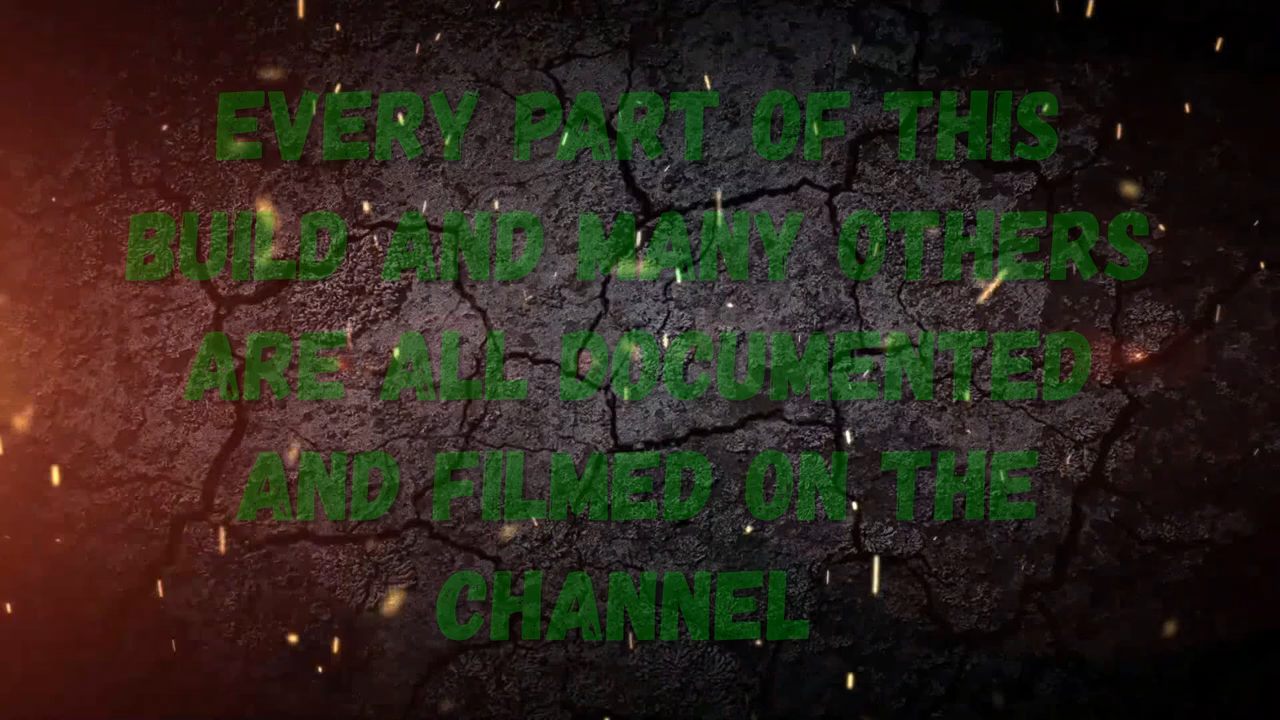 EVERY PART OF THIS
BUILD AND MANY OTHERS
ARE ALL DOCUMENTED
AND FILMED ON THE
CHANNEL